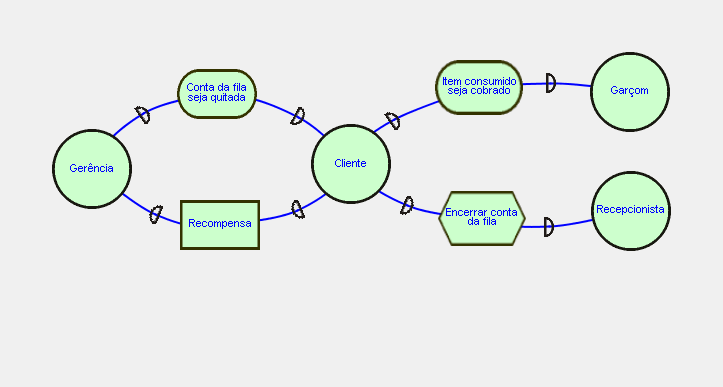 Conta da fila
seja quitada
Item consumido
seja cobrado
Garçom
Gerência
Cliente
Recompensa
Encerrar conta
da fila
Recepcionista